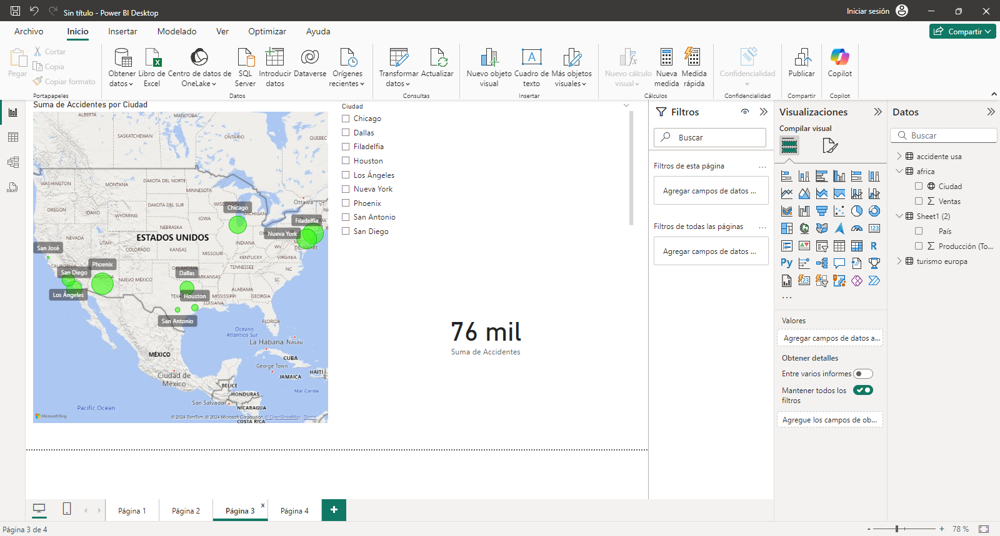 Sin título - Power BI Desktop
Iniciar sesión
Archivo
Inicio
Insertar
Modelado
Ver
Optimizar
Ayuda
Compartir
Pegar
Cortar
Copia
Copiar formato
Portapapeles
Obtener datos
Libro de Excel
Centro de datos de OneLake
SQL Server
Introducir datos
Dataverse
Orígenes recientes
Datos
Transformar datos
Actualizar
Consultas
Nuevo objeto visual
Cuadro de texto
Más objetos visuales
Insertar
Nuevo cálculo visual
Nueva medida
Medida rápida
Cálculos
Confidencialidad
Confidencialidad
Publicar
Compartir
Copilot
Copilot
Suma de Accidentes por Ciudad
ALBERTA
MANITOBA
SASKATCHEWAN
ONTARIO
QUEBEC
WASHINGTON
MONTANA
DAKOTA DEL NORTE
MINNESOTA
Ottawa
VT.
OREGÓN
IDAHO
WYOMING
DAKOTA DEL SUR
Chicago
MICHIGAN
IOWA
Filadelfia
NEBRASKA
Nueva York
ESTADOS UNIDOS
NEVADA
UTAH
INDIANA
DELAWARE
San José
COLORADO
KANSAS
MISSOURI
WV
KENTUCKY
VIRGINIA
Phoenix
TENNESSEE
NC
San Diego
Dallas
NUEVO MÉXICO
SC
Los Ángeles
Houston
ALABAMA
MISSISSIPPI
GEORGIA
LUISIANA
San Antonio
FLORIDA
Océano Atlántico Sur
La Habana
Nasáu
MÉXICO
CUBA
George Town
HAITÍ
Ciudad de México
JAMAICA
BELICE
Mar Caribe
HONDURAS
San Salvador
Pacific Ocean
NICARAGUA
Microsoft Bing
© 2024 TomTom, © 2024 Microsoft Corporation, © OpenStreetMap Terms
COSTA RICA
Ciudad
Chicago
Dallas
Filadelfia
Houston
Los Ángeles
Nueva York
Phoenix
San Antonio
San Diego
76 mil
Suma de Accidentes
Filtros
Buscar
Filtros de esta página
...
Agregar campos de datos ...
Filtros de todas las páginas
...
Agregar campos de datos ...
Visualizaciones
Compilar visual
123
R
Py
123
...
Valores
Agregar campos de datos a...
Obtener detalles
Entre varios informes
Mantener todos los filtros
Agregue los campos de ob...
Datos
Buscar
accidente usa
africa
Ciudad
Ventas
Sheet1 (2)
País
Producción (To...
turismo europa
Página 1
Página 2
Página 3
x
Página 4
+
Página 3 de 4
- + 78 %